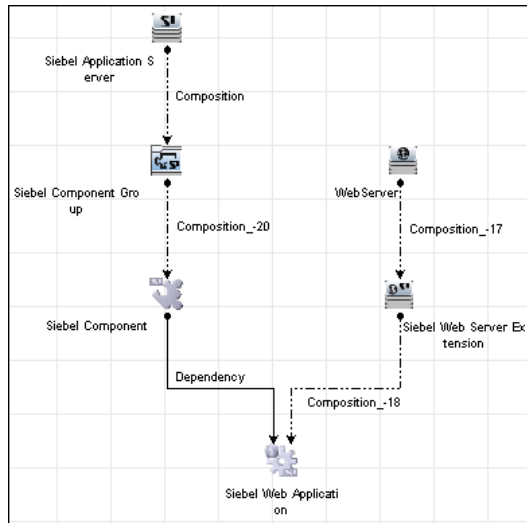 Siebel Application S
erver
Composition
Siebel Component Gro
up
WebServer
Composition_-20
Composition_-17
Siebel Component
Siebel Web Server Ex
tension
Dependency
Composition_-18
Siebel Web Applicati
on